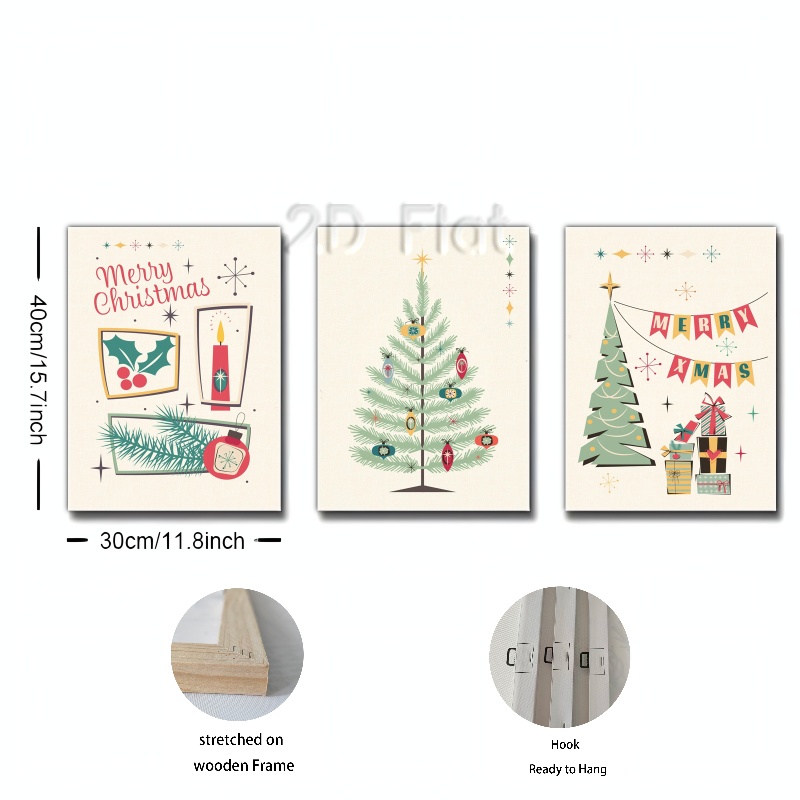 2D Flat
Merry
Christmas
MERRY
XMAS
40cm/15.7inch
30cm/11.8inch
stretched on
wooden Frame
Hook
Ready to Hang